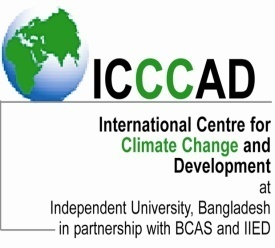 ICCCAD
International Centre for
Climate Change and
Development
at
Independent University, Bangladesh
in partnership with BCAS and IIED